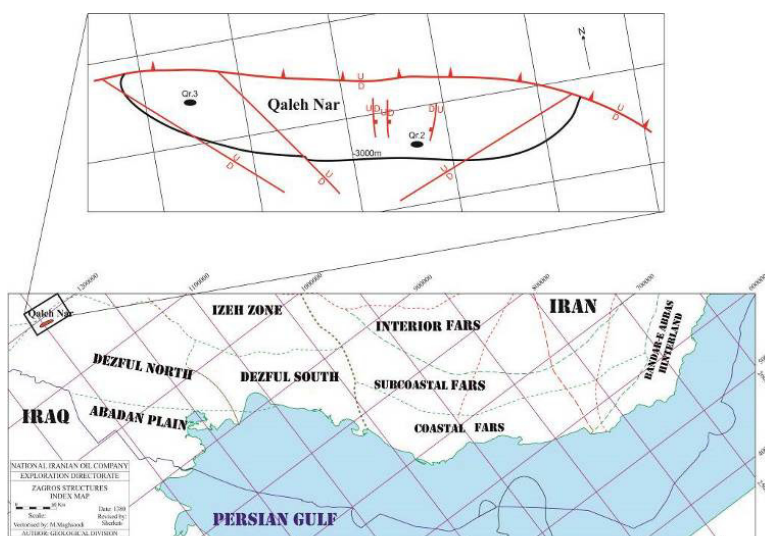 N
U
D
Qr.3
Qaleh Nar
U
D
U
D
D
U
Qr.2
U
D
-3000m
U
D
U
D
U
D
1200000
1100000
1000000
900000
800000
700000
600000
Qaleh Nar
IZEH ZONE
INTERIOR FARS
IRAN
BANDAR-E ABBAS
HINTERLAND
DEZFUL NORTH
DEZFUL SOUTH
SUBCOASTAL FARS
IRAQ
ABADAN PLAIN
COASTAL FARS
NATIONAL IRANIAN OIL COMPANY
EXPLORATION DIRECTORATE
ZAGROS STRUCTURES
INDEX MAP
Scale:
Date: 1380
Vectorised by: M.Maghsoodi
Revised by:
AUTHOR: GEOLOGICAL DIVISION
PERSIAN GULF